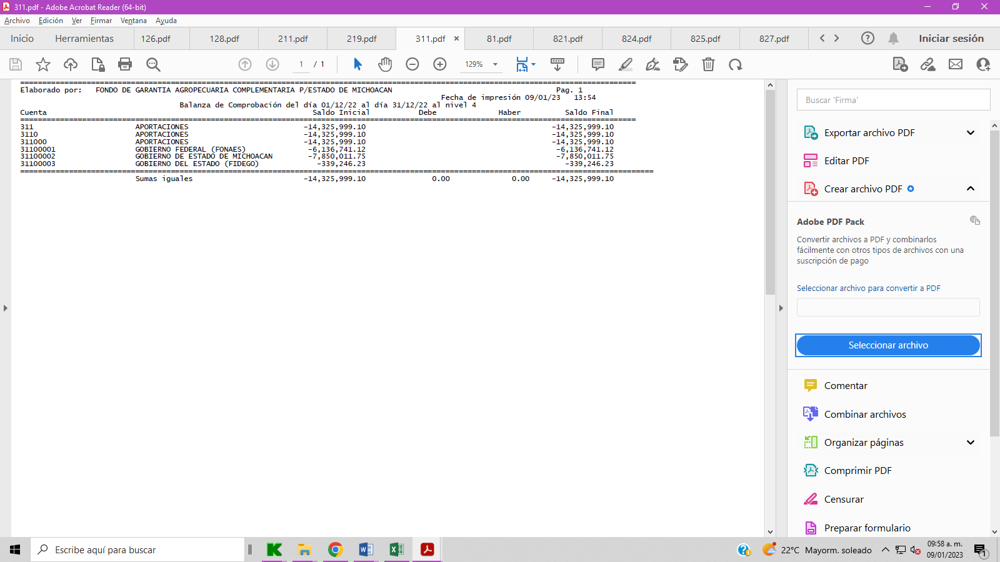 311.pdf - Adobe Acrobat Reader (64-bit)
Archivo Edición Ver Firmar Ventana Ayuda
Inicio Herramientas 126.pdf 128.pdf 211.pdf 219.pdf 311.pdf × 81.pdf 821.pdf 824.pdf 825.pdf 827.pdf Iniciar sesión
1 / 1 129%
Elaborado por: FONDO DE GARANTIA AGROPECUARIA COMPLEMENTARIA P/ESTADO DE MICHOACAN Pag. 1
Fecha de impresión 09/01/23 13:54
Balanza de Comprobación del día 01/12/22 al día 31/12/22 al nivel 4
Cuenta Saldo Inicial Debe Haber Saldo Final
311 APORTACIONES -14,325,999.10 -14,325,999.10
3110 APORTACIONES -14,325,999.10 -14,325,999.10
311000 APORTACIONES -14,325,999.10 -14,325,999.10
31100001 GOBIERNO FEDERAL (FONAES) -6,136,741.12 -6,136,741.12
31100002 GOBIERNO DE ESTADO DE MICHOACAN -7,850,011.75 -7,850,011.75
31100003 GOBIERNO DEL ESTADO (FIDEGO) -339,246.23 -339,246.23
Sumas iguales -14,325,999.10 0.00 0.00 -14,325,999.10
Buscar 'Firma'
Exportar archivo PDF
Editar PDF
Crear archivo PDF
Adobe PDF Pack
Convertir archivos a PDF y combinarlos
fácilmente con otros tipos de archivos con una
suscripción de pago
Seleccionar archivo para convertir a PDF
Seleccionar archivo
Comentar
Combinar archivos
Organizar páginas
Comprimir PDF
Censurar
Preparar formulario
Escribe aquí para buscar
22°C Mayorm. soleado
09:58 a. m.
09/01/2023
1